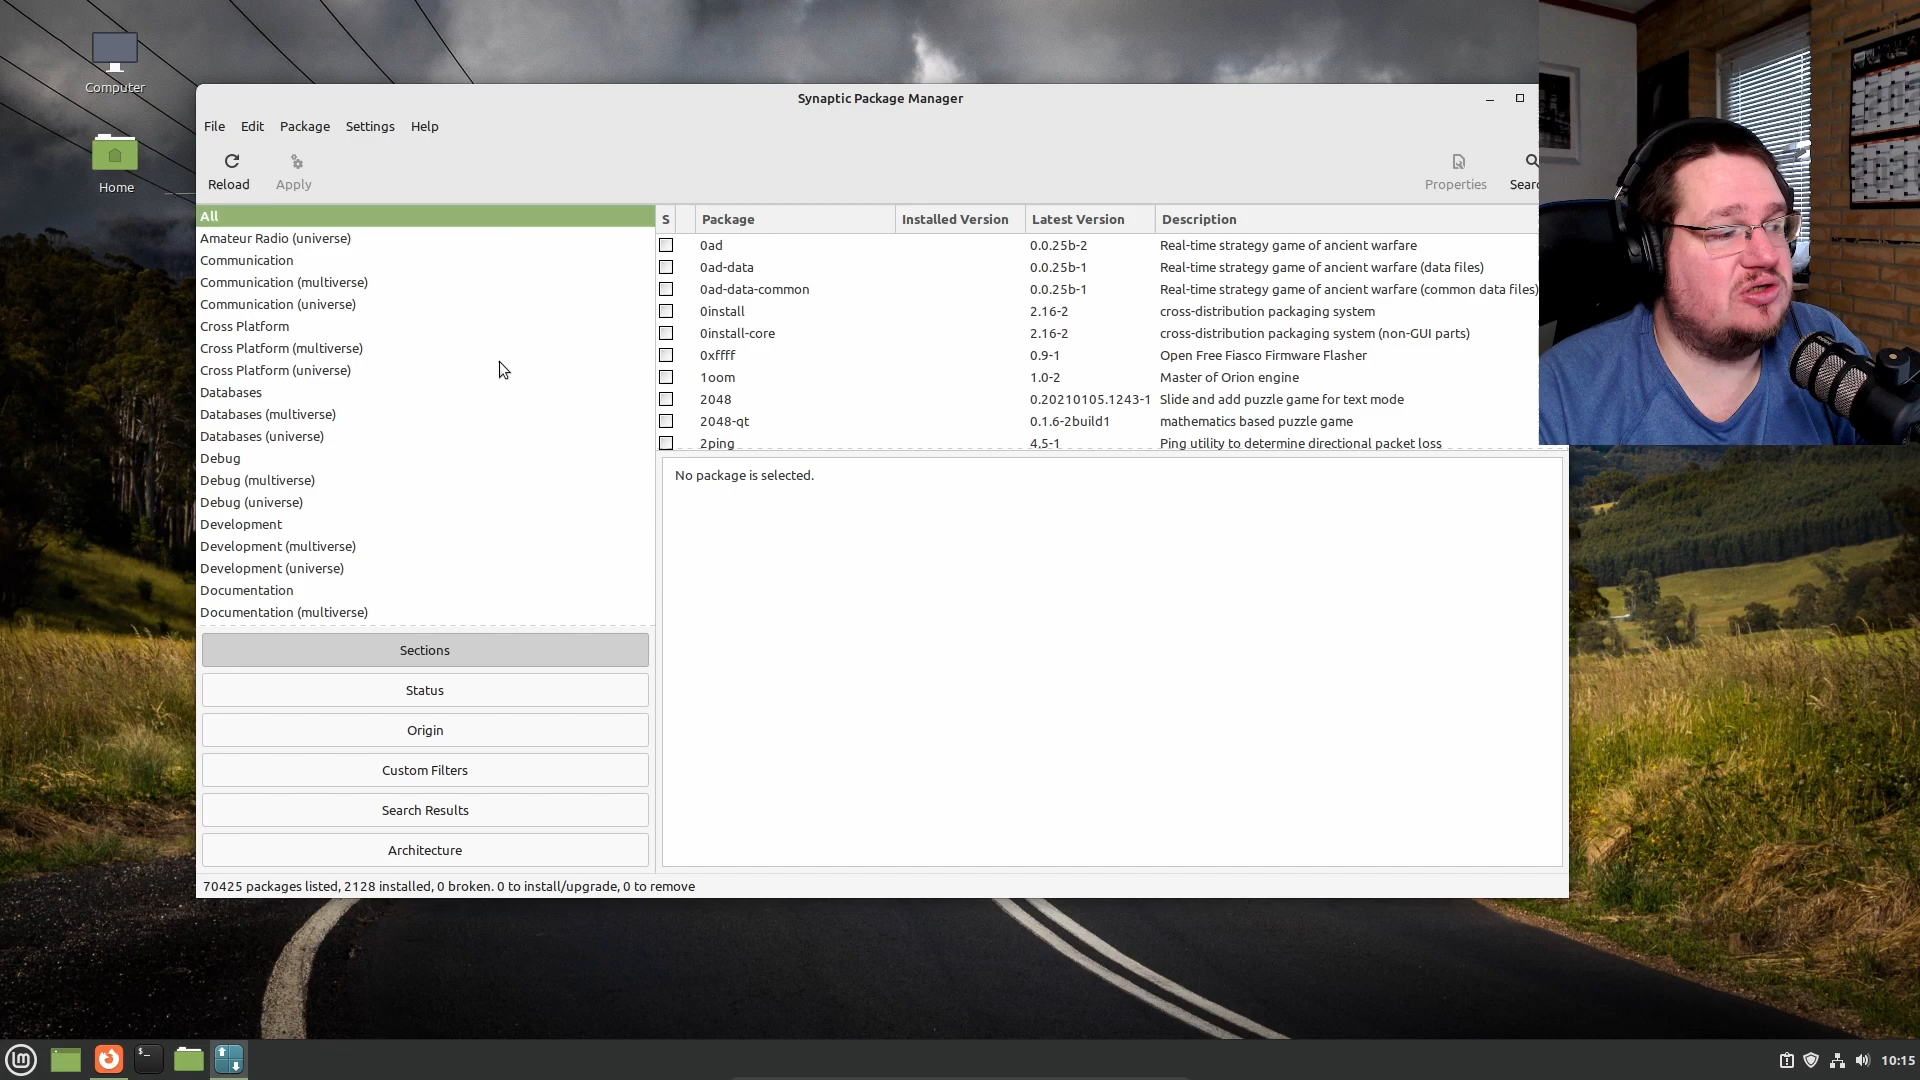 Computer
Home
Synaptic Package Manager
File Edit Package Settings Help
Reload Apply Properties
All
Amateur Radio (universe)
Communication
Communication (multiverse)
Communication (universe)
Cross Platform
Cross Platform (multiverse)
Cross Platform (universe)
Databases
Databases (multiverse)
Databases (universe)
Debug
Debug (multiverse)
Debug (universe)
Development
Development (multiverse)
Development (universe)
Documentation
Documentation (multiverse)
Sections
Status
Origin
Custom Filters
Search Results
Architecture
S Package Installed Version Latest Version Description
0ad 0.0.25b-2 Real-time strategy game of ancient warfare
0ad-data 0.0.25b-1 Real-time strategy game of ancient warfare (data files)
0ad-data-common 0.0.25b-1 Real-time strategy game of ancient warfare (common data files)
0install 2.16-2 cross-distribution packaging system
0install-core 2.16-2 cross-distribution packaging system (non-GUI parts)
0xffff 0.9-1 Open Free Fiasco Firmware Flasher
1oom 1.0-2 Master of Orion engine
2048 0.20210105.1243-1 Slide and add puzzle game for text mode
2048-qt 0.1.6-2build1 mathematics based puzzle game
2ping 4.5-1 Ping utility to determine directional packet loss
No package is selected.
70425 packages listed, 2128 installed, 0 broken. 0 to install/upgrade, 0 to remove
10:15